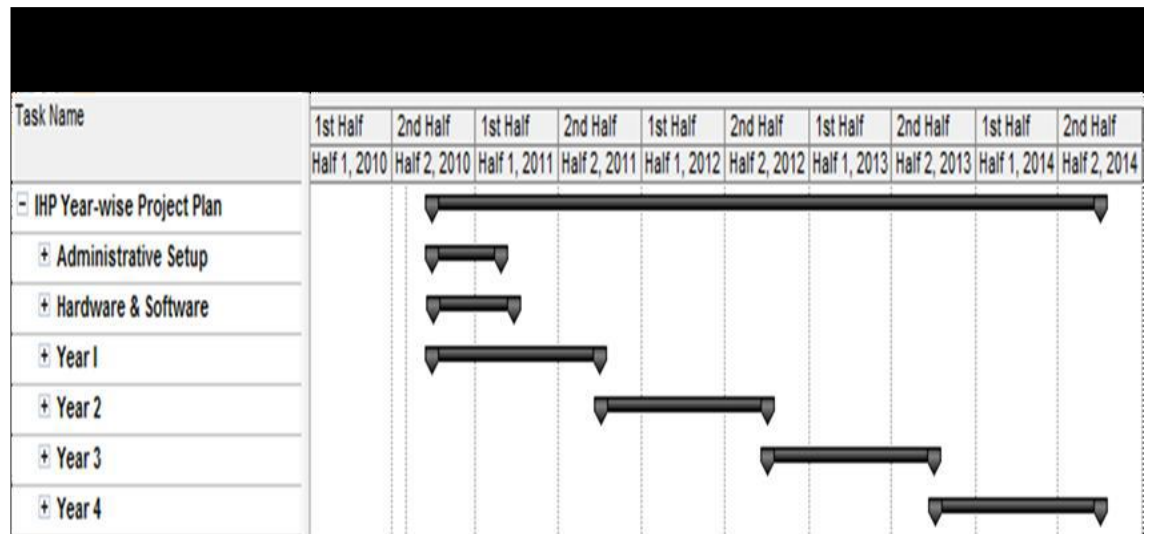 Task Name
1st Half 2nd Half 1st Half 2nd Half 1st Half 2nd Half 1st Half 2nd Half 1st Half 2nd Half
Half 1, 2010 Half 2, 2010 Half 1, 2011 Half 2, 2011 Half 1, 2012 Half 2, 2012 Half 1, 2013 Half 2, 2013 Half 1, 2014 Half 2, 2014
IHP Year-wise Project Plan
Administrative Setup
Hardware & Software
Year I
Year 2
Year 3
Year 4